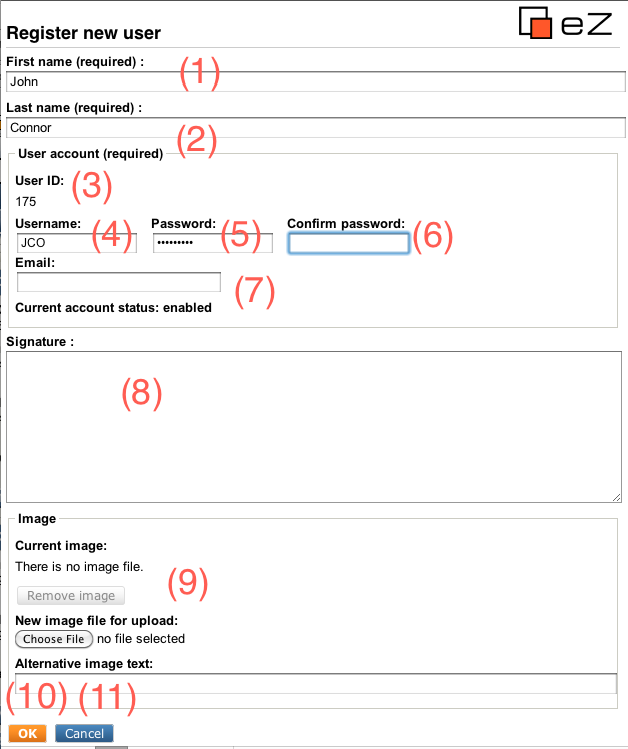 eZ
Register new user
First name (required) :
(1)
John
Last name (required) :
(2)
Connor
User account (required)
User ID:
(3)
175
Username: Password: Confirm password:
JCO (4) ••••••••• (5) (6)
Email:
(7)
Current account status: enabled
Signature :
(8)
Image
Current image:
There is no image file.
(9)
Remove image
New image file for upload:
Choose File no file selected
Alternative image text:
(10) (11)
OK Cancel